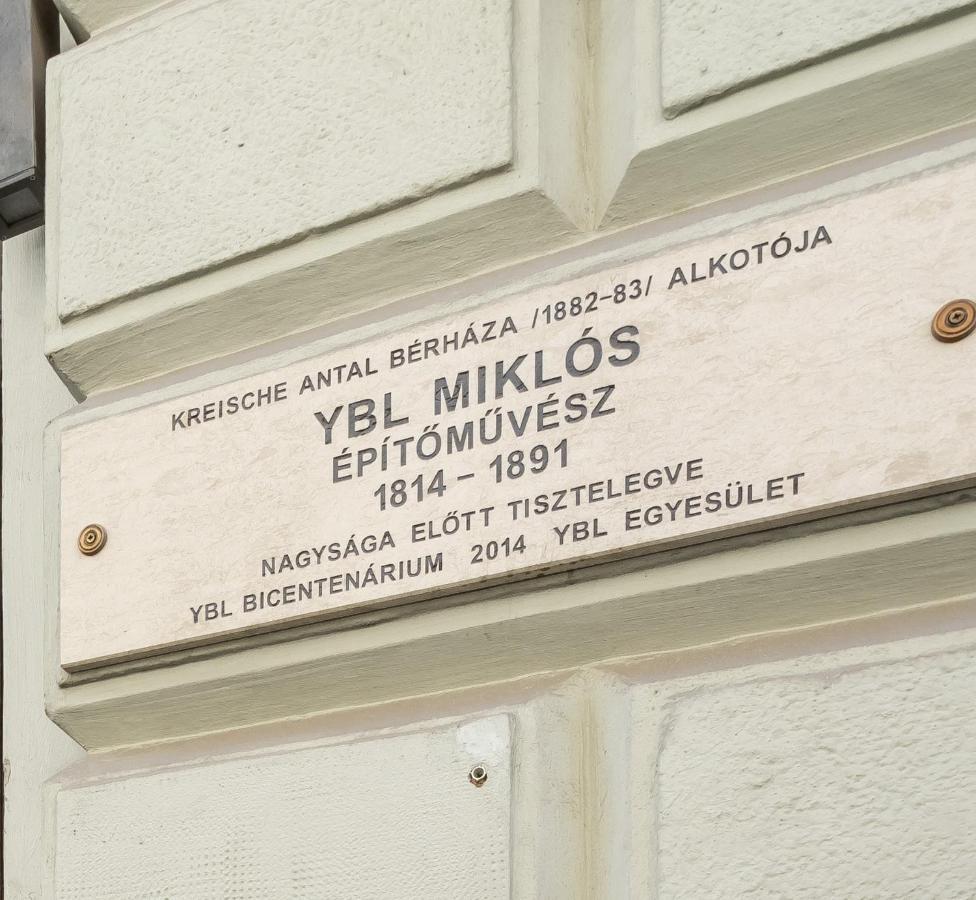 KREISCHE ANTAL BÉRHÁZA /1882-83/ ALKOTÓJA
YBL MIKLÓS
ÉPÍTŐMŰVÉSZ
1814 - 1891
NAGYSÁGA ELŐTT TISZTELEGVE
YBL BICENTENÁRIUM 2014 YBL EGYESÜLET